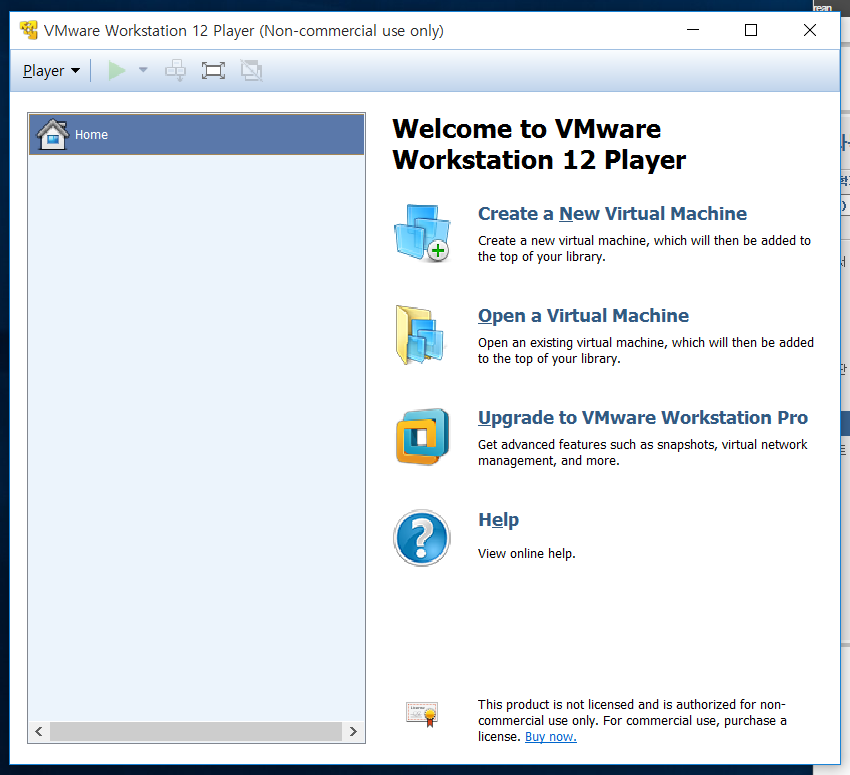 VMware Workstation 12 Player (Non-commercial use only)
Player
Home
Welcome to VMware
Workstation 12 Player
Create a New Virtual Machine
Create a new virtual machine, which will then be added to
the top of your library.
Open a Virtual Machine
Open an existing virtual machine, which will then be added
to the top of your library.
Upgrade to VMware Workstation Pro
Get advanced features such as snapshots, virtual network
management, and more.
Help
View online help.
This product is not licensed and is authorized for non-
commercial use only. For commercial use, purchase a
license. Buy now.